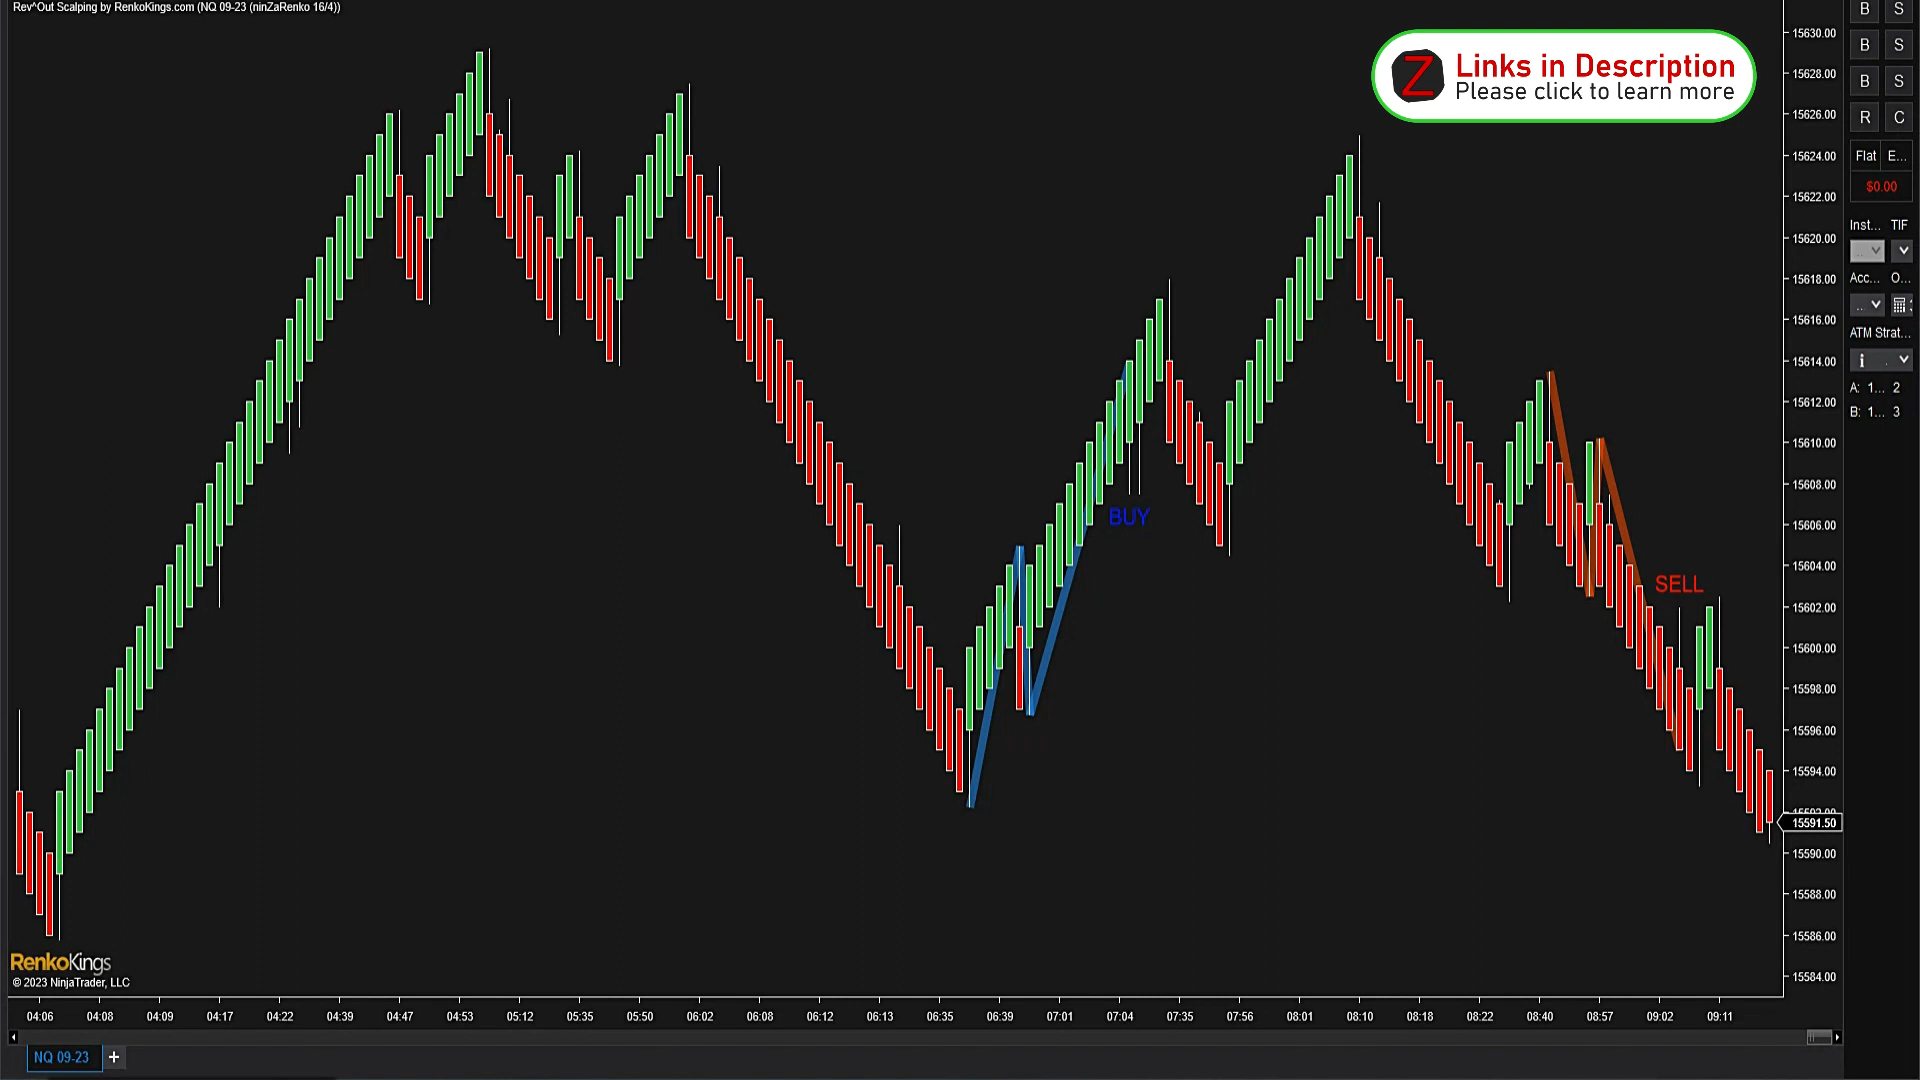 Rev^Out Scalping by RenkoKings.com (NQ 09-23 (ninZaRenko 16/4))
Z Links in Description
Please click to learn more
15630.00
15628.00
15626.00
15624.00
15622.00
15620.00
15618.00
15616.00
15614.00
15612.00
15610.00
15608.00
15606.00
15604.00
15602.00
15600.00
15598.00
15596.00
15594.00
15592.00
15591.50
15590.00
15588.00
15586.00
15584.00
BUY
SELL
B S
B S
B S
R C
Flat E...
$0.00
Inst... TIF
Acc... O...
ATM Strat...
A: 1... 2
B: 1... 3
RenkoKings
© 2023 NinjaTrader, LLC
04:06 04:08 04:09 04:17 04:22 04:39 04:47 04:53 05:12 05:35 05:50 06:02 06:08 06:12 06:13 06:35 06:39 07:01 07:04 07:35 07:56 08:01 08:10 08:18 08:22 08:40 08:57 09:02 09:11
NQ 09-23 +